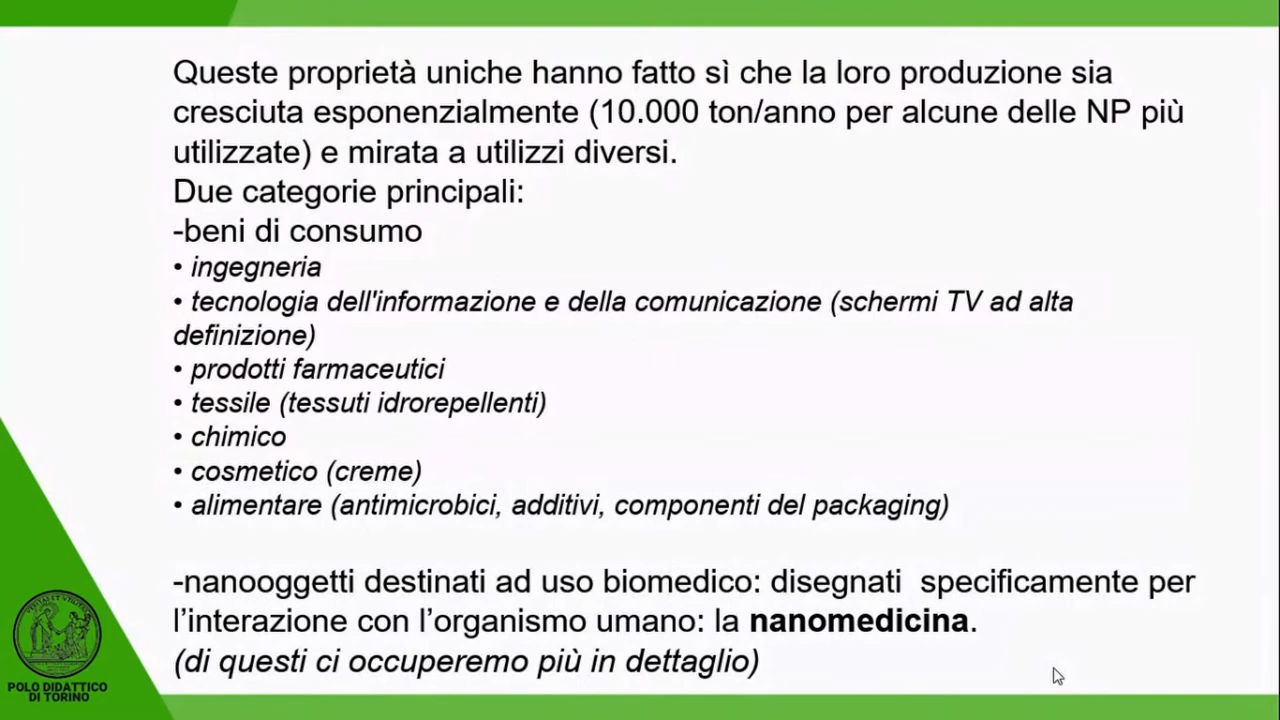 Queste proprietà uniche hanno fatto sì che la loro produzione sia
cresciuta esponenzialmente (10.000 ton/anno per alcune delle NP più
utilizzate) e mirata a utilizzi diversi.
Due categorie principali:
-beni di consumo
• ingegneria
• tecnologia dell'informazione e della comunicazione (schermi TV ad alta
definizione)
• prodotti farmaceutici
• tessile (tessuti idrorepellenti)
• chimico
• cosmetico (creme)
• alimentare (antimicrobici, additivi, componenti del packaging)
-nanooggetti destinati ad uso biomedico: disegnati  specificamente per
l’interazione con l’organismo umano: la nanomedicina.
(di questi ci occuperemo più in dettaglio)
POLO DIDATTICO
DI TORINO